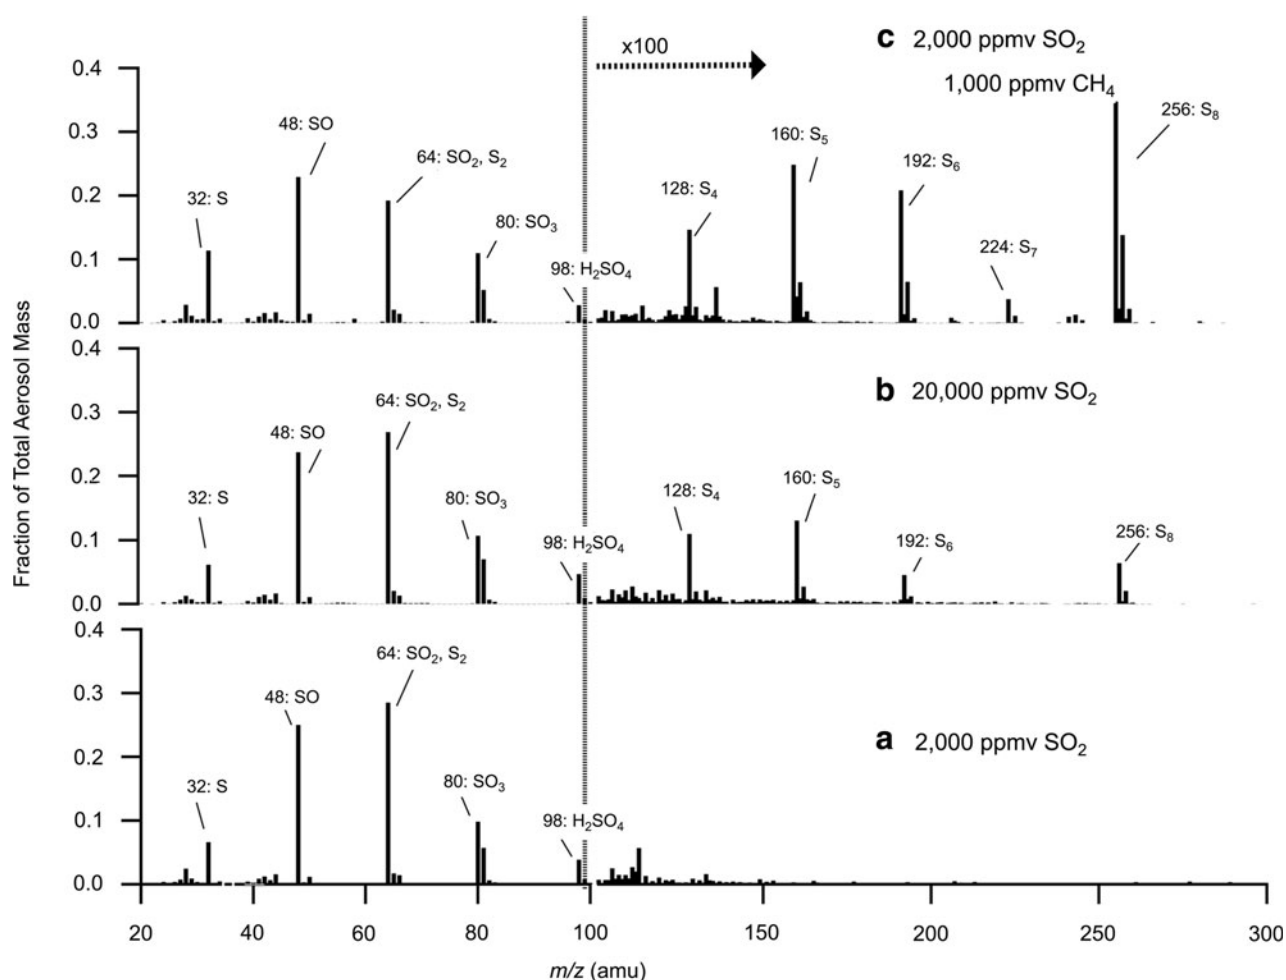 c 2,000 ppmv SO₂
x100
1,000 ppmv CH₄
0.4
0.3
0.2
0.1
0.0
48: SO
256: S₈
160: S₅
64: SO₂, S₂
192: S₆
128: S₄
32: S
80: SO₃
224: S₇
98: H₂SO₄
Fraction of Total Aerosol Mass
b 20,000 ppmv SO₂
0.4
0.3
0.2
0.1
0.0
64: SO₂, S₂
48: SO
160: S₅
128: S₄
32: S
80: SO₃
256: S₈
192: S₆
98: H₂SO₄
a 2,000 ppmv SO₂
0.4
0.3
0.2
0.1
0.0
64: SO₂, S₂
48: SO
32: S
80: SO₃
98: H₂SO₄
20 40 60 80 100 150 200 250 300
m/z (amu)